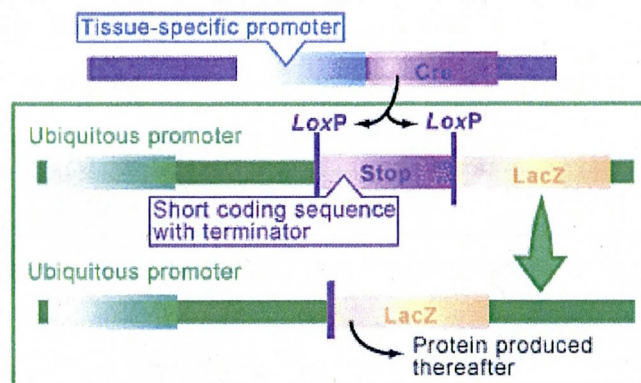 Tissue-specific promoter
Cre
LoxP LoxP
Ubiquitous promoter
Stop
LacZ
Short coding sequence
with terminator
Ubiquitous promoter
LacZ
Protein produced
thereafter